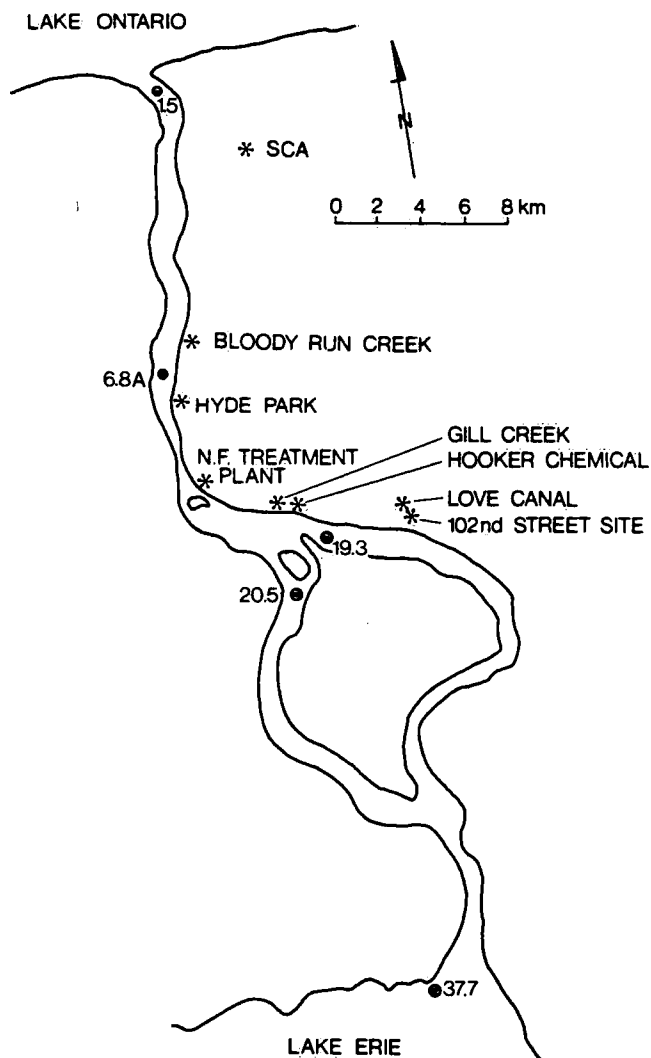 LAKE ONTARIO
1.5
N
SCA
0 2 4 6 8 km
BLOODY RUN CREEK
6.8A
HYDE PARK
GILL CREEK
N.F. TREATMENT
PLANT
HOOKER CHEMICAL
LOVE CANAL
102nd STREET SITE
19.3
20.5
37.7
LAKE ERIE